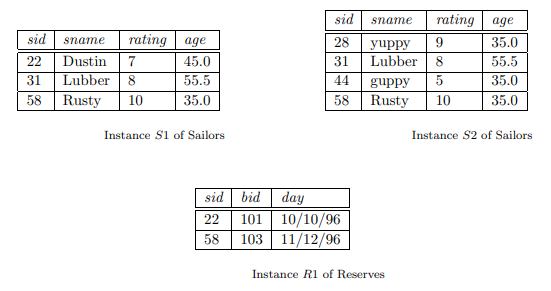 sid sname rating age
22 Dustin 7 45.0
31 Lubber 8 55.5
58 Rusty 10 35.0
Instance S1 of Sailors
sid sname rating age
28 yuppy 9 35.0
31 Lubber 8 55.5
44 guppy 5 35.0
58 Rusty 10 35.0
Instance S2 of Sailors
sid bid day
22 101 10/10/96
58 103 11/12/96
Instance R1 of Reserves